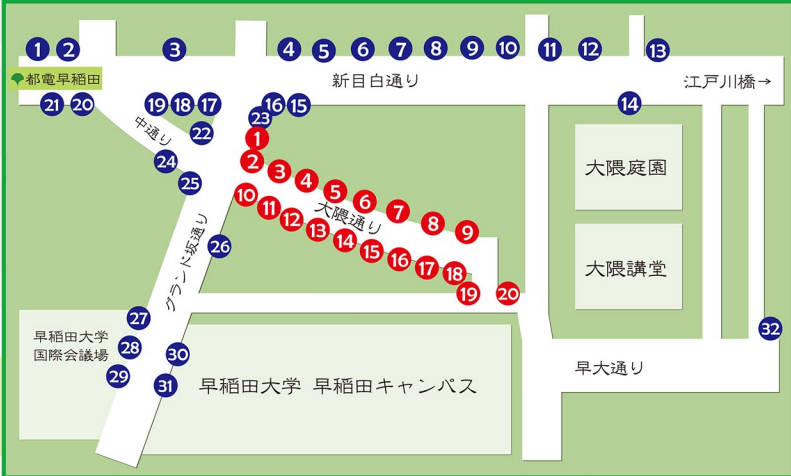 1 2 3 4 5 6 7 8 9 10 11 12 13
都電早稲田
新目白通り
江戸川橋→
21 20 19 18 17 16 15 14
23
22
中通り
24
25
1
2 3 4 5 6 7 8 9
大隈通り
10 11 12 13 14 15 16 17 18
19 20
大隈庭園
大隈講堂
26
グランド坂通り
27
28
29
30
31
32
早稲田大学
国際会議場
早稲田大学 早稲田キャンパス
早大通り